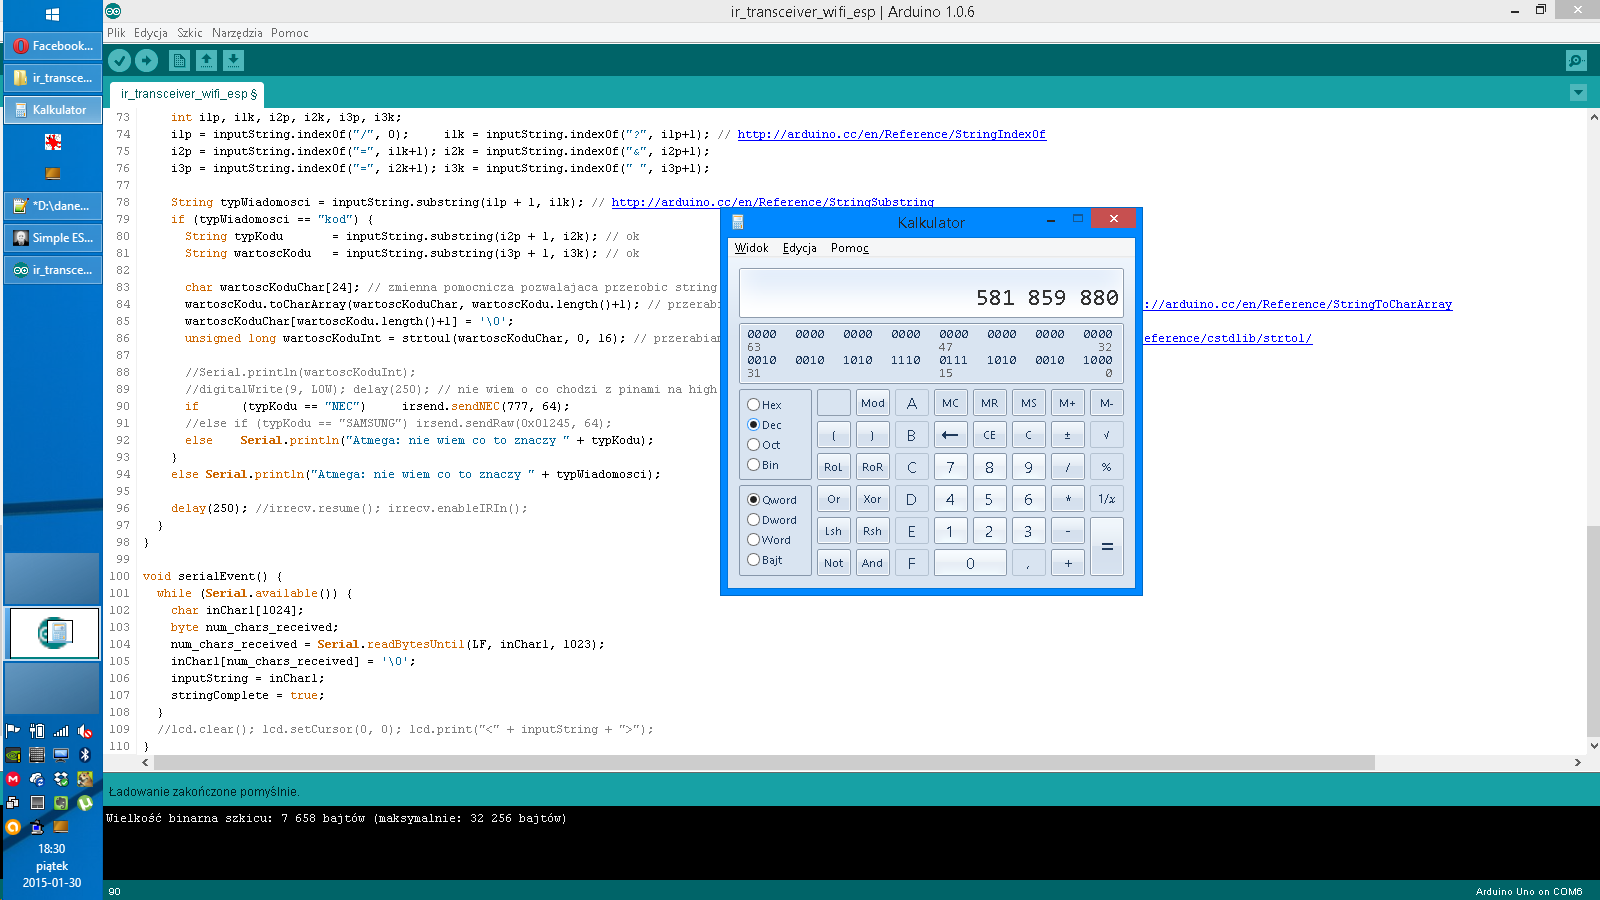 ir_transceiver_wifi_esp | Arduino 1.0.6
Facebook...
ir_transce...
Kalkulator
*D:\dane...
Simple ES...
ir_transce...
18:30
piątek
2015-01-30
Plik Edycja Szkic Narzędzia Pomoc
ir_transceiver_wifi_esp §
73 int i1p, i1k, i2p, i2k, i3p, i3k;
74 i1p = inputString.indexOf("/", 0); i1k = inputString.indexOf("?", i1p+1); // http://arduino.cc/en/Reference/StringIndexOf
75 i2p = inputString.indexOf("=", i1k+1); i2k = inputString.indexOf("&", i2p+1);
76 i3p = inputString.indexOf("=", i2k+1); i3k = inputString.indexOf(" ", i3p+1);
77
78 String typWiadomosci = inputString.substring(i1p + 1, i1k); // http://arduino.cc/en/Reference/StringSubstring
79 if (typWiadomosci == "kod") {
80 String typKodu = inputString.substring(i2p + 1, i2k); // ok
81 String wartoscKodu = inputString.substring(i3p + 1, i3k); // ok
82
83 char wartoscKoduChar[24]; // zmienna pomocnicza pozwalajaca przerobic string
84 wartoscKodu.toCharArray(wartoscKoduChar, wartoscKodu.length()+1); // przerabi ://arduino.cc/en/Reference/StringToCharArray
85 wartoscKoduChar[wartoscKodu.length()+1] = '\0';
86 unsigned long wartoscKoduInt = strtoul(wartoscKoduChar, 0, 16); // przerabian eference/cstdlib/strtol/
87
88 //Serial.println(wartoscKoduInt);
89 //digitalWrite(9, LOW); delay(250); // nie wiem o co chodzi z pinami na high
90 if (typKodu == "NEC") irsend.sendNEC(777, 64);
91 //else if (typKodu == "SAMSUNG") irsend.sendRaw(0x01245, 64);
92 else Serial.println("Atmega: nie wiem co to znaczy " + typKodu);
93 }
94 else Serial.println("Atmega: nie wiem co to znaczy " + typWiadomosci);
95
96 delay(250); //irrecv.resume(); irrecv.enableIRIn();
97 }
98 }
99
100 void serialEvent() {
101 while (Serial.available()) {
102 char inChar1[1024];
103 byte num_chars_received;
104 num_chars_received = Serial.readBytesUntil(LF, inChar1, 1023);
105 inChar1[num_chars_received] = '\0';
106 inputString = inChar1;
107 stringComplete = true;
108 }
109 //lcd.clear(); lcd.setCursor(0, 0); lcd.print("<" + inputString + ">");
110 }
Kalkulator
Widok Edycja Pomoc
581 859 880
0000 0000 0000 0000 0000 0000 0000 0000
63 47 32
0010 0010 1010 1110 0111 1010 0010 1000
31 15 0
Hex Mod A MC MR MS M+ M-
Dec ( ) B ← CE C ± √
Oct
Bin RoL RoR C 7 8 9 / %
Qword Or Xor D 4 5 6 * 1/x
Dword Lsh Rsh E 1 2 3 - =
Word
Bajt Not And F 0 , +
Ładowanie zakończone pomyślnie.
Wielkość binarna szkicu: 7 658 bajtów (maksymalnie: 32 256 bajtów)
90 Arduino Uno on COM6